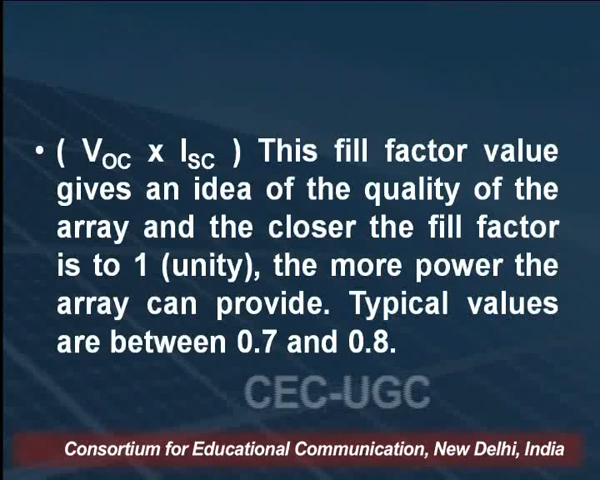 • ( VOC x ISC ) This fill factor value
gives an idea of the quality of the
array and the closer the fill factor
is to 1 (unity), the more power the
array can provide. Typical values
are between 0.7 and 0.8.
CEC-UGC
Consortium for Educational Communication, New Delhi, India